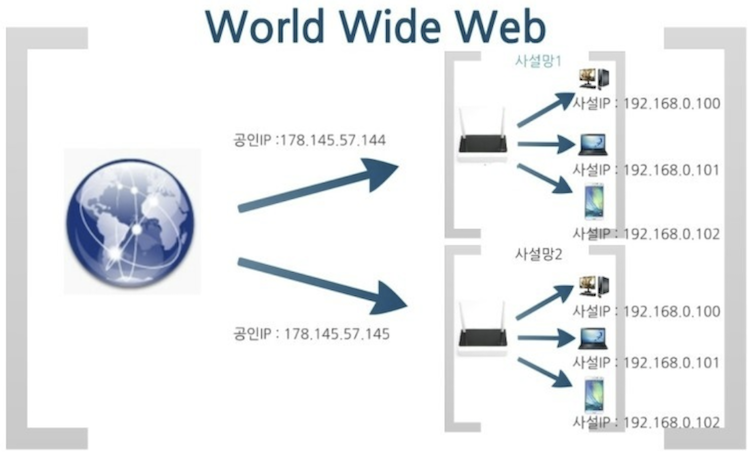 World Wide Web
사설망1
사설IP : 192.168.0.100
공인IP :178.145.57.144
사설IP : 192.168.0.101
사설IP : 192.168.0.102
사설망2
사설IP : 192.168.0.100
공인IP : 178.145.57.145
사설IP : 192.168.0.101
사설IP : 192.168.0.102